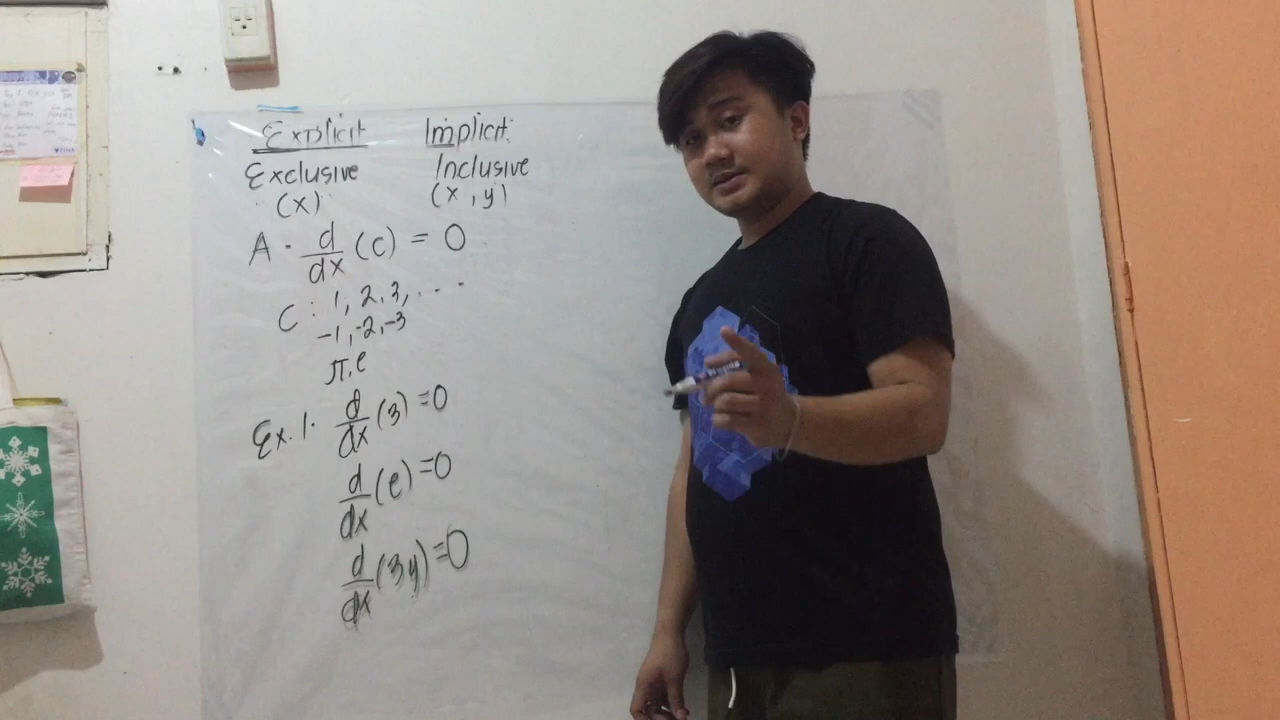 Explicit Implicit:
Exclusive Inclusive
(x) (x, y)
A. d/dx (c) = 0
C: 1, 2, 3, ...
-1, -2, -3
π, e
Ex. 1. d/dx (3) = 0
d/dx (e) = 0
d/dx (3y) = 0